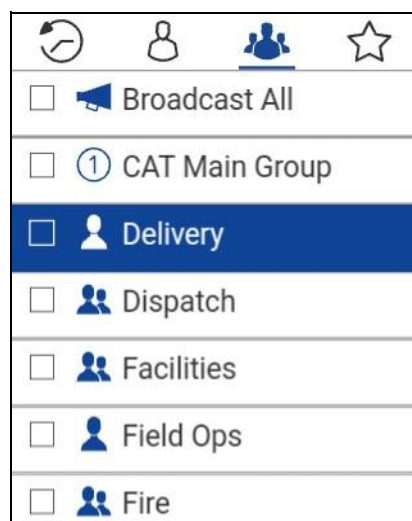 Broadcast All
1 CAT Main Group
Delivery
Dispatch
Facilities
Field Ops
Fire